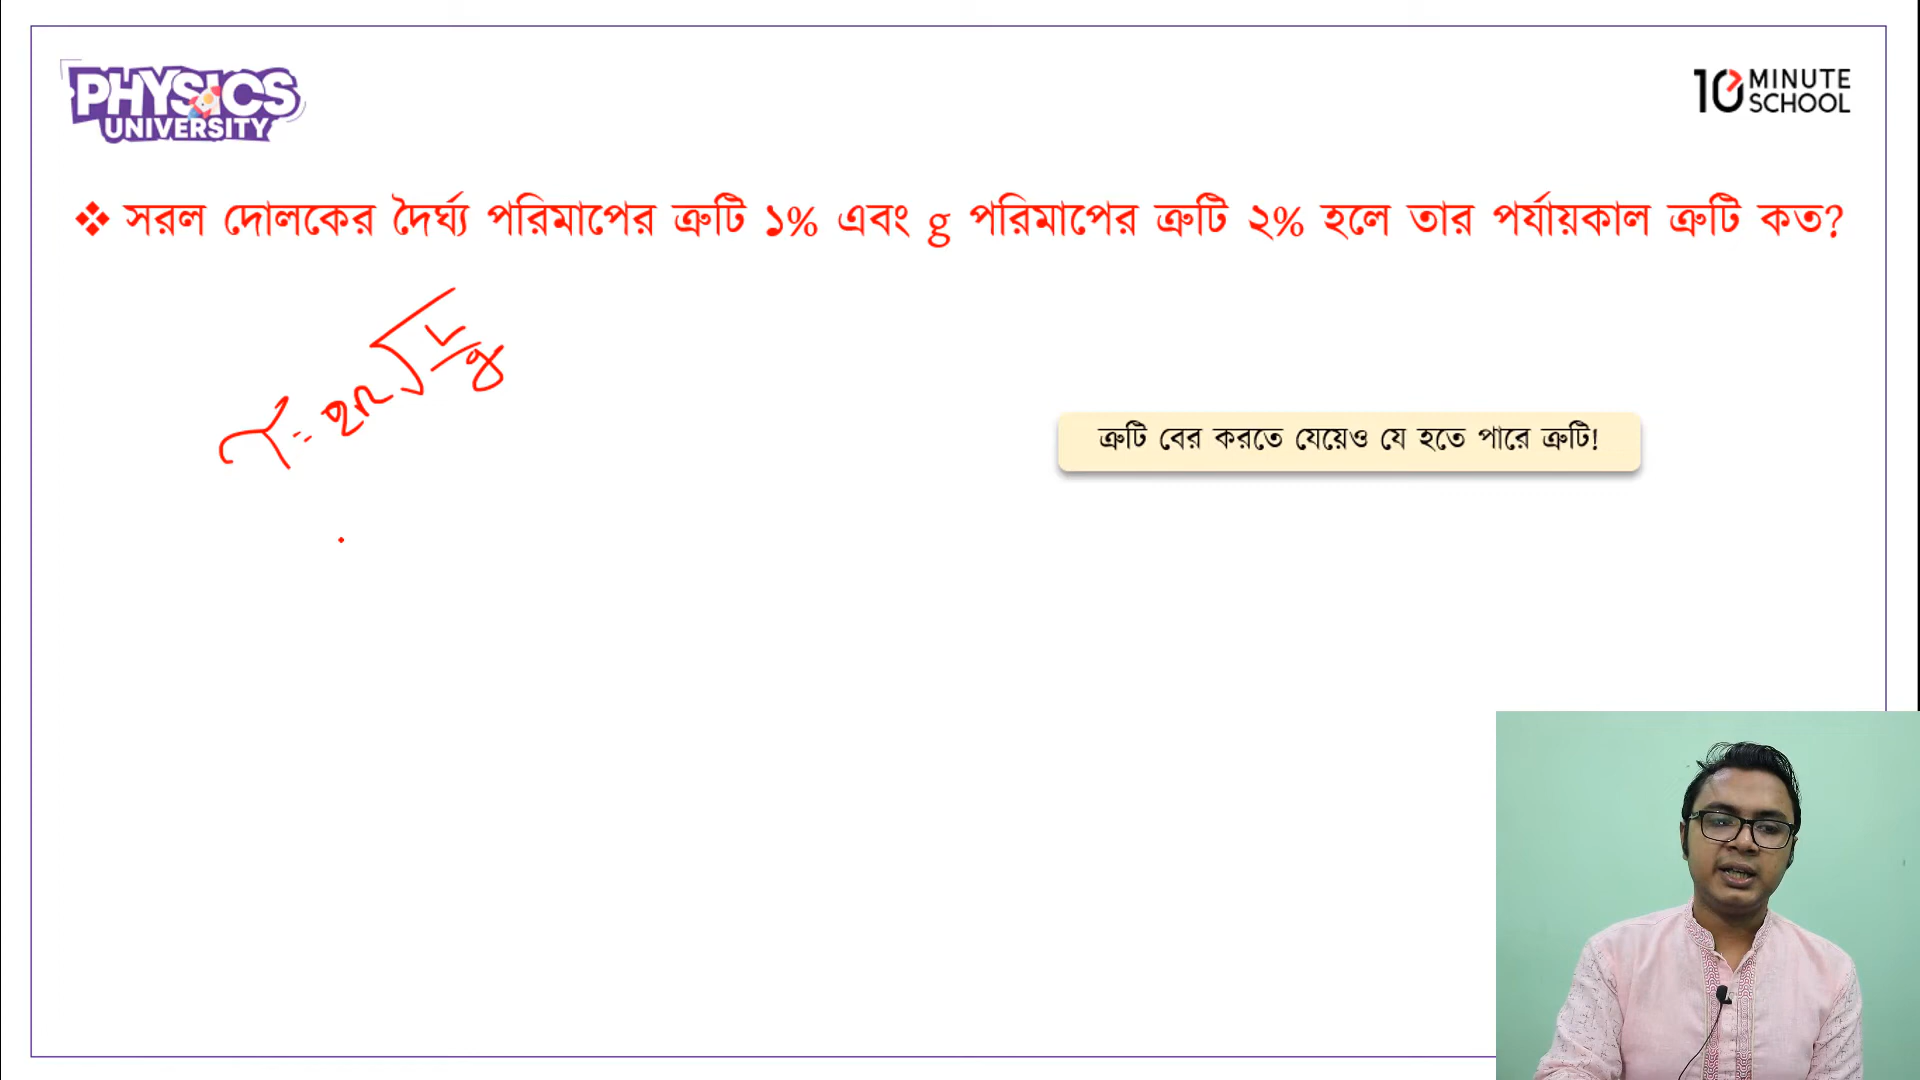 PHYSICS
UNIVERSITY
10 MINUTE
SCHOOL
❖ সরল দোলকের দৈর্ঘ্য পরিমাপের ত্রুটি ১% এবং g পরিমাপের ত্রুটি ২% হলে তার পর্যায়কাল ত্রুটি কত?
T = 2π√L/g
ত্রুটি বের করতে যেয়েও যে হতে পারে ত্রুটি!